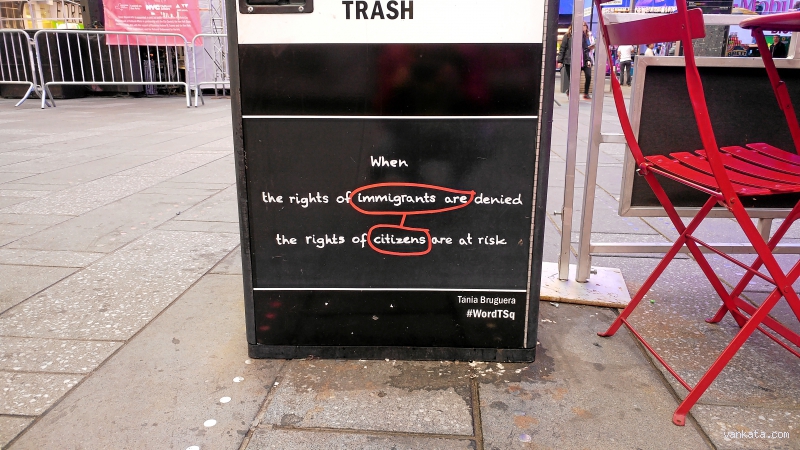 TRASH
NYC
When
the rights of immigrants are denied
the rights of citizens are at risk
Tania Bruguera
#WordTSq
yankata.com